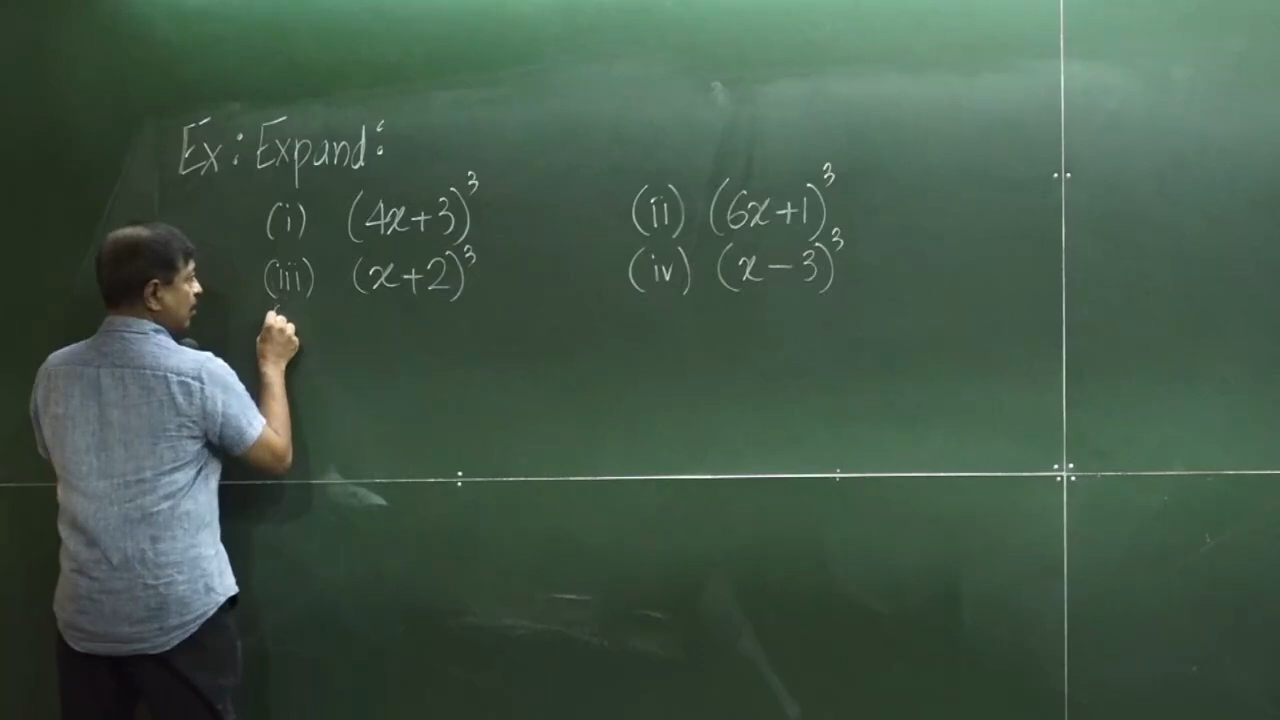 Ex: Expand:
(i) (4x+3)³ (ii) (6x+1)³
(iii) (x+2)³ (iv) (x-3)³